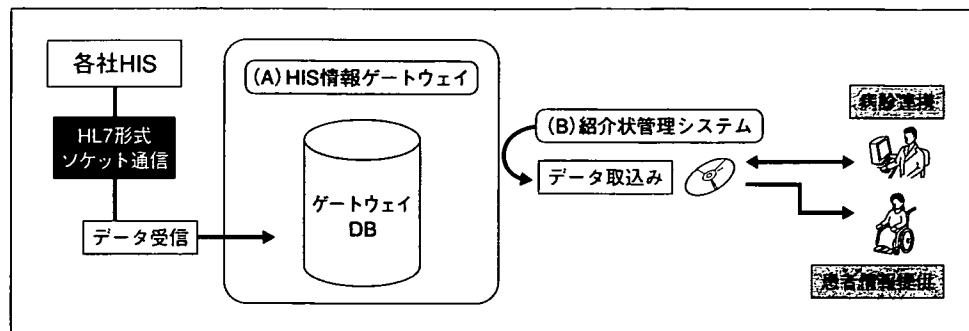 各社HIS
HL7形式
ソケット通信
データ受信
(A)HIS情報ゲートウェイ
ゲートウェイ
DB
(B)紹介状管理システム
データ取込み
病診連携
患者情報提供